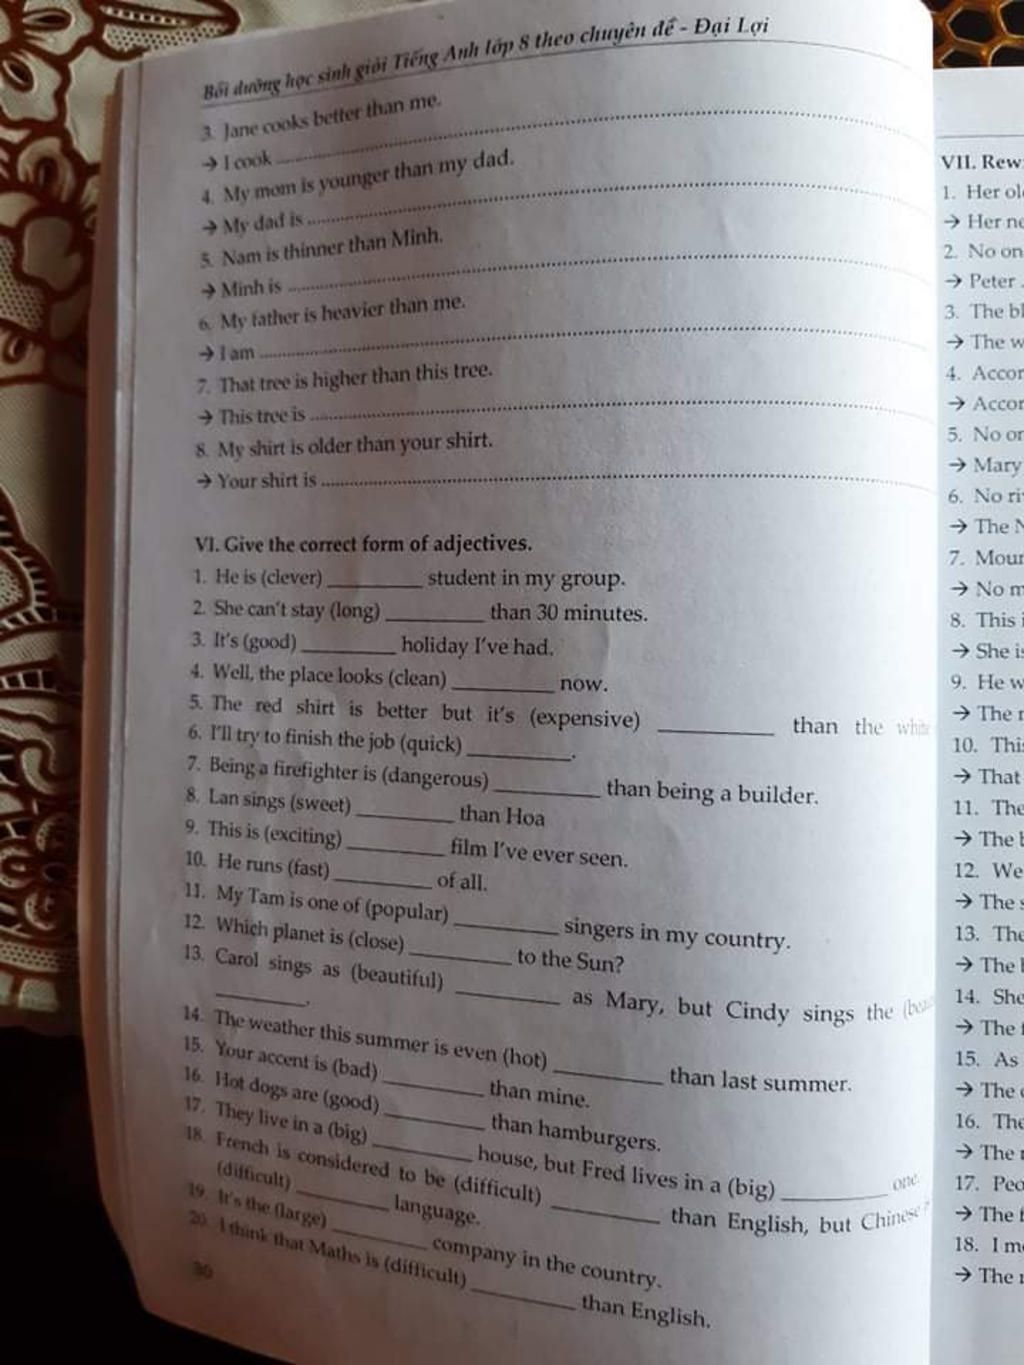 Bồi dưỡng học sinh giỏi Tiếng Anh lớp 8 theo chuyên đề - Đại Lợi
3. Jane cooks better than me.
→ I cook
4. My mom is younger than my dad.
→ My dad is
5. Nam is thinner than Minh.
→ Minh is
6. My father is heavier than me.
→ I am
7. That tree is higher than this tree.
→ This tree is
8. My shirt is older than your shirt.
→ Your shirt is
VI. Give the correct form of adjectives.
1. He is (clever) ________ student in my group.
2. She can't stay (long) ________ than 30 minutes.
3. It's (good) ________ holiday I've had.
4. Well, the place looks (clean) ________ now.
5. The red shirt is better but it's (expensive) ________ than the white
6. I'll try to finish the job (quick) ________.
7. Being a firefighter is (dangerous) ________ than being a builder.
8. Lan sings (sweet) ________ than Hoa
9. This is (exciting) ________ film I've ever seen.
10. He runs (fast) ________ of all.
11. My Tam is one of (popular) ________ singers in my country.
12. Which planet is (close) ________ to the Sun?
13. Carol sings as (beautiful) ________ as Mary, but Cindy sings the
________.
14. The weather this summer is even (hot) ________ than last summer.
15. Your accent is (bad) ________ than mine.
16. Hot dogs are (good) ________ than hamburgers.
17. They live in a (big) ________ house, but Fred lives in a (big) ________ one.
18. French is considered to be (difficult) ________ than English, but Chinese
(difficult) ________ language.
19. It's the (large) ________ company in the country.
20. I think that Maths is (difficult) ________ than English.
30
VII.
1. Her
→ Her
2. No
→ Peter
3. The
→ The
4.
→
5. No
→ Mary
6. No
→ The
7.
→ No
8. This
→ She
9. He
→ The
10.
→ That
11. The
→ The
12. We
→ The
13. The
→ The
14. She
→ The
15. As
→ The
16. The
→ The
17.
→ The
18. I
→ The